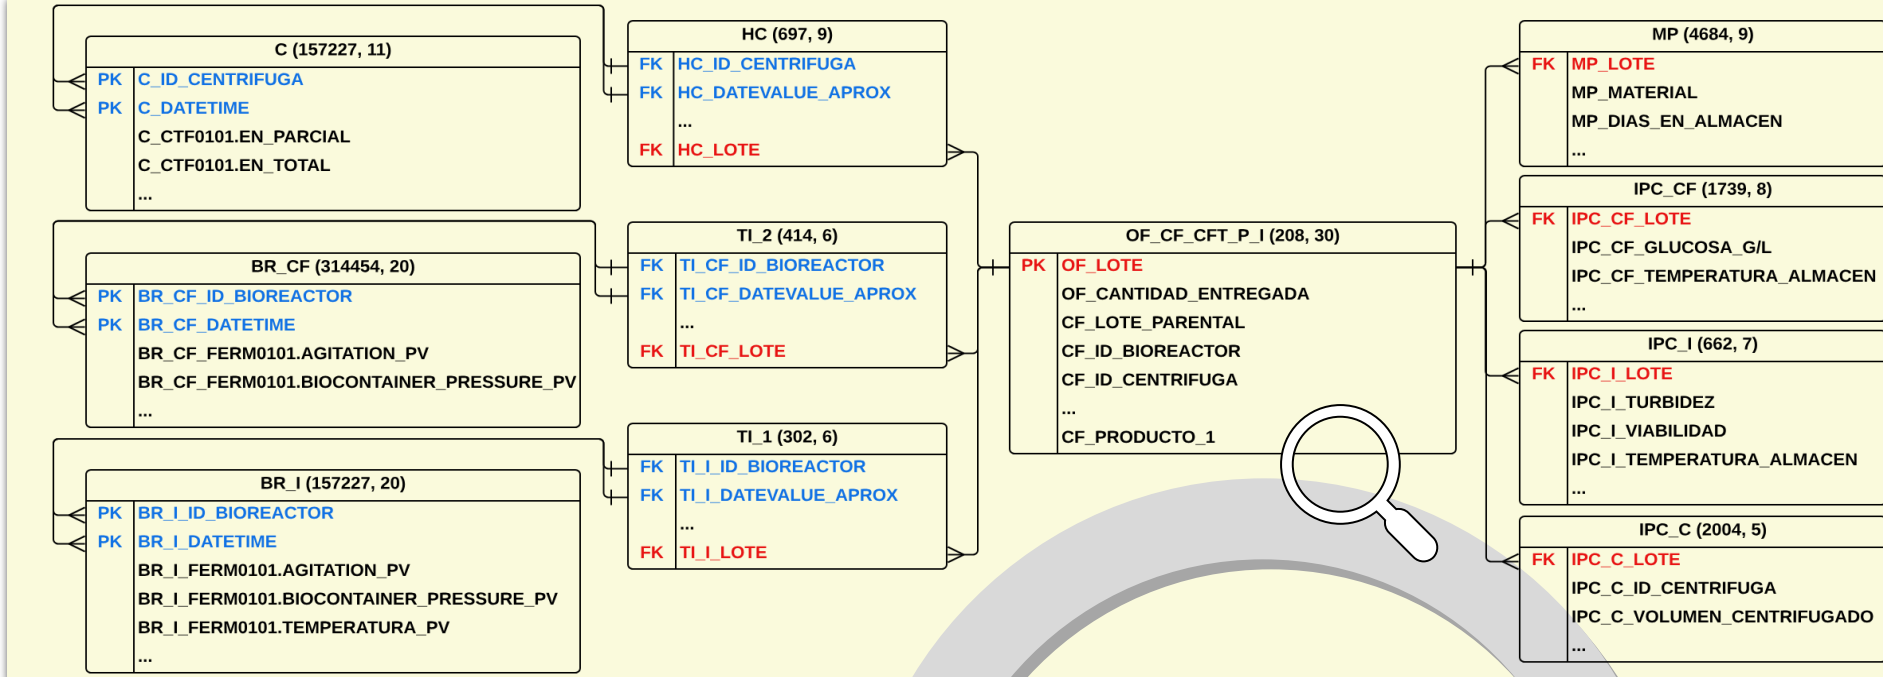 C (157227, 11)
PK C_ID_CENTRIFUGA
PK C_DATETIME
C_CTF0101.EN_PARCIAL
C_CTF0101.EN_TOTAL
...
BR_CF (314454, 20)
PK BR_CF_ID_BIOREACTOR
PK BR_CF_DATETIME
BR_CF_FERM0101.AGITATION_PV
BR_CF_FERM0101.BIOCONTAINER_PRESSURE_PV
...
BR_I (157227, 20)
PK BR_I_ID_BIOREACTOR
PK BR_I_DATETIME
BR_I_FERM0101.AGITATION_PV
BR_I_FERM0101.BIOCONTAINER_PRESSURE_PV
BR_I_FERM0101.TEMPERATURA_PV
...
HC (697, 9)
FK HC_ID_CENTRIFUGA
FK HC_DATEVALUE_APROX
...
FK HC_LOTE
TI_2 (414, 6)
FK TI_CF_ID_BIOREACTOR
FK TI_CF_DATEVALUE_APROX
...
FK TI_CF_LOTE
TI_1 (302, 6)
FK TI_I_ID_BIOREACTOR
FK TI_I_DATEVALUE_APROX
...
FK TI_I_LOTE
OF_CF_CFT_P_I (208, 30)
PK OF_LOTE
OF_CANTIDAD_ENTREGADA
CF_LOTE_PARENTAL
CF_ID_BIOREACTOR
CF_ID_CENTRIFUGA
...
CF_PRODUCTO_1
MP (4684, 9)
FK MP_LOTE
MP_MATERIAL
MP_DIAS_EN_ALMACEN
...
IPC_CF (1739, 8)
FK IPC_CF_LOTE
IPC_CF_GLUCOSA_G/L
IPC_CF_TEMPERATURA_ALMACEN
...
IPC_I (662, 7)
FK IPC_I_LOTE
IPC_I_TURBIDEZ
IPC_I_VIABILIDAD
IPC_I_TEMPERATURA_ALMACEN
...
IPC_C (2004, 5)
FK IPC_C_LOTE
IPC_C_ID_CENTRIFUGA
IPC_C_VOLUMEN_CENTRIFUGADO
...